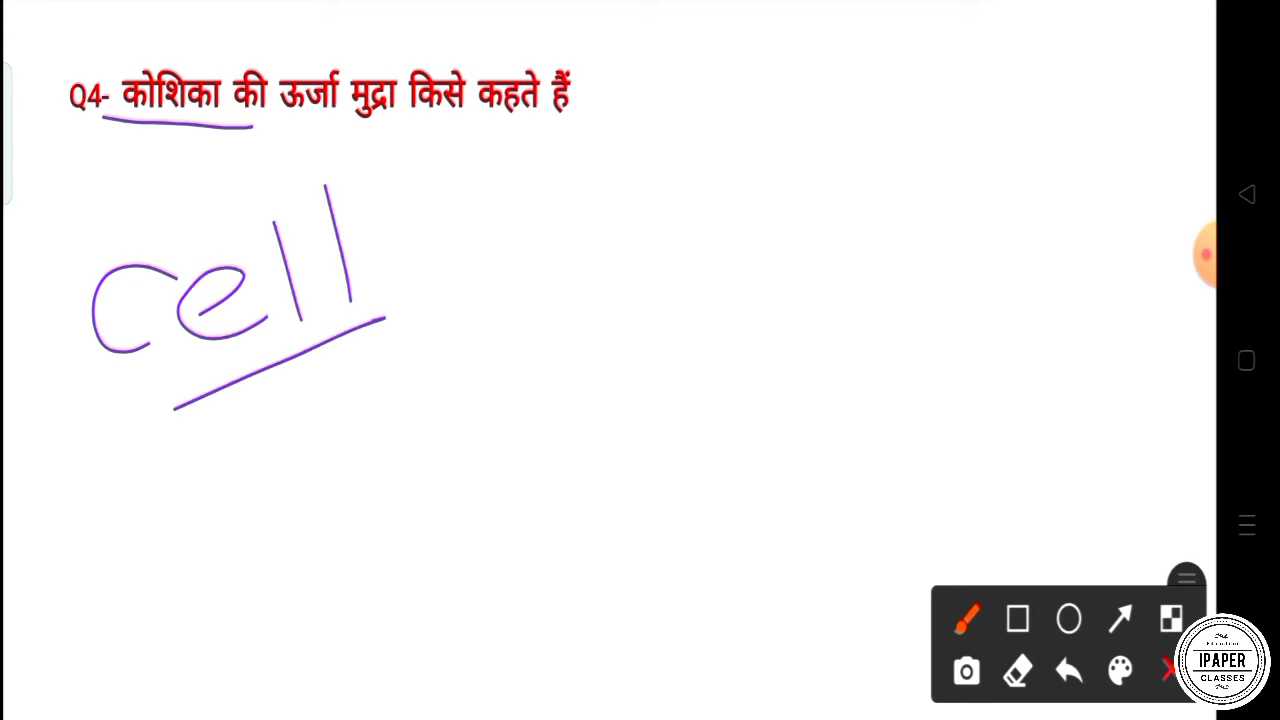 Q4- कोशिका की ऊर्जा मुद्रा किसे कहते हैं
cell
IPAPER
CLASSES